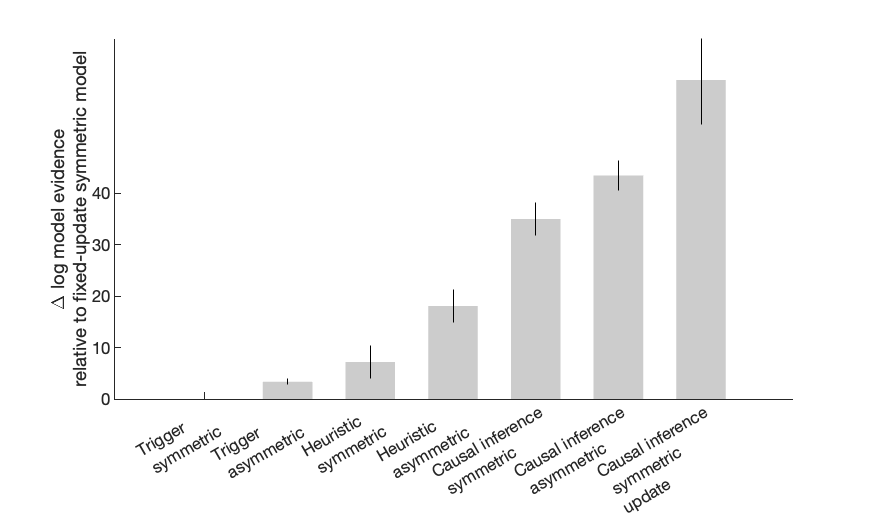 Δ log model evidence
relative to fixed-update symmetric model
40
30
20
10
0
Trigger
symmetric
Trigger
asymmetric
Heuristic
symmetric
Heuristic
asymmetric
Causal inference
symmetric
Causal inference
asymmetric
Causal inference
symmetric
update